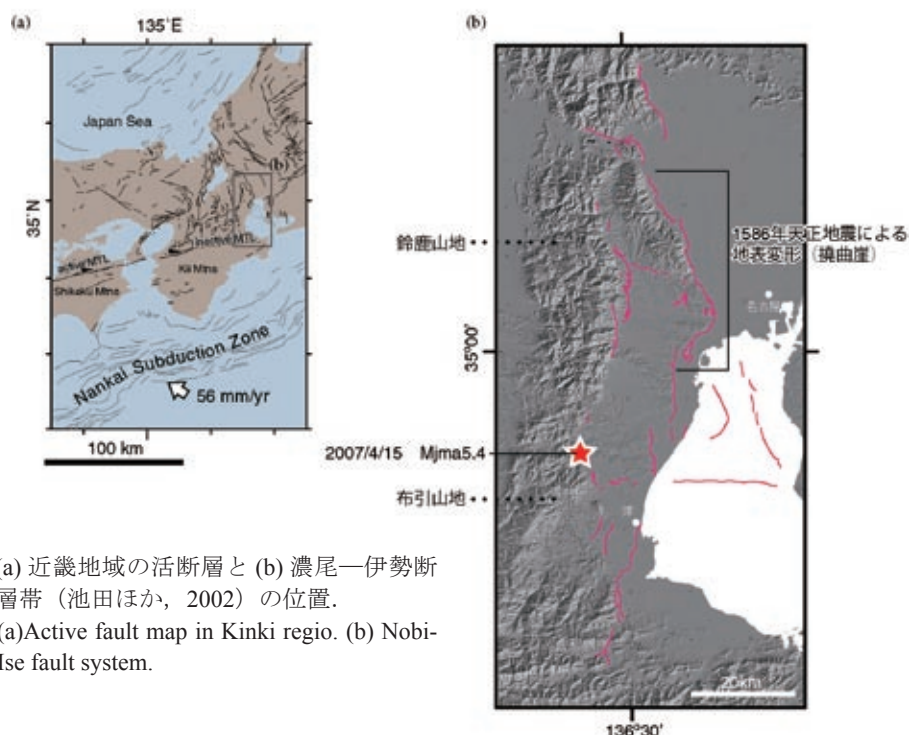 (a)
135°E
Japan Sea
(b)
35°N
active MTL
inactive MTL
Shikoku Mtns
Kii Mtns
Nankai Subduction Zone
56 mm/yr
100 km
(b)
鈴鹿山地
1586年天正地震による
地表変形（撓曲崖）
名古屋
35°00'
2007/4/15 Mjma5.4
布引山地
津
20km
136°30'
(a) 近畿地域の活断層と (b) 濃尾―伊勢断
層帯（池田ほか，2002）の位置.
(a)Active fault map in Kinki regio. (b) Nobi-
Ise fault system.